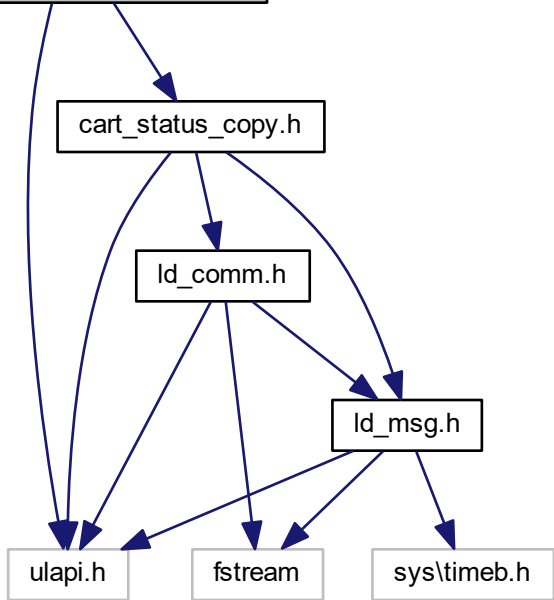 cart_status_copy.h
ld_comm.h
ld_msg.h
ulapi.h
fstream
sys\timeb.h